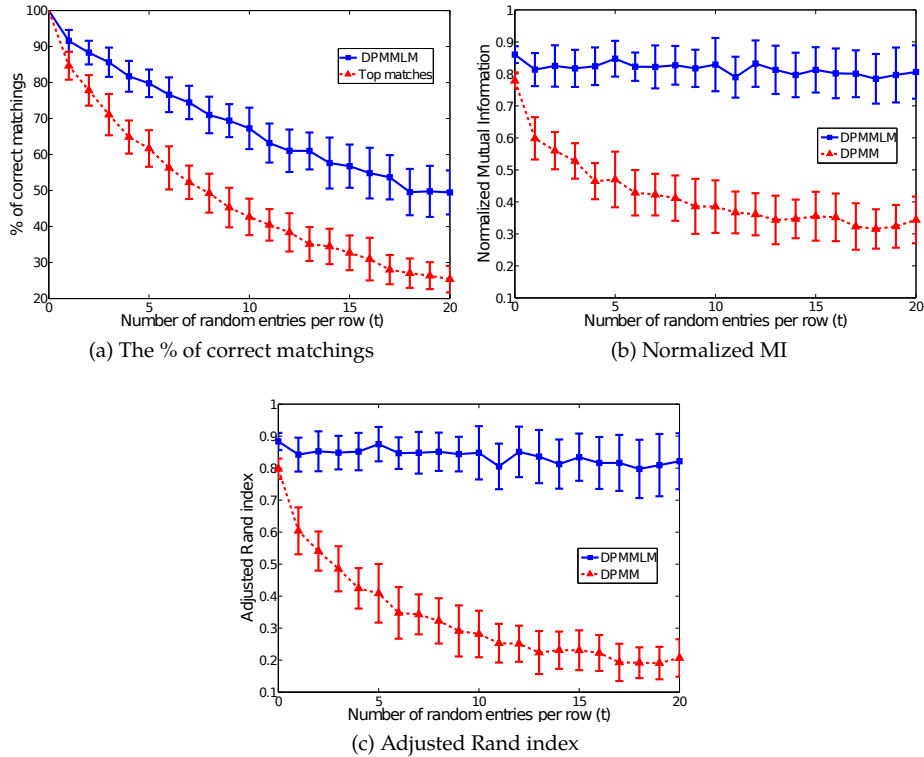 100
90
80
70
60
50
40
30
20
0
5
10
15
20
% of correct matchings
DPMMLM
Top matches
Number of random entries per row (t)
(a) The % of correct matchings
1
0.9
0.8
0.7
0.6
0.5
0.4
0.3
0.2
0.1
0
5
10
15
20
Normalized Mutual Information
DPMMLM
DPMM
Number of random entries per row (t)
(b) Normalized MI
1
0.9
0.8
0.7
0.6
0.5
0.4
0.3
0.2
0.1
0
5
10
15
20
Adjusted Rand index
DPMMLM
DPMM
Number of random entries per row (t)
(c) Adjusted Rand index